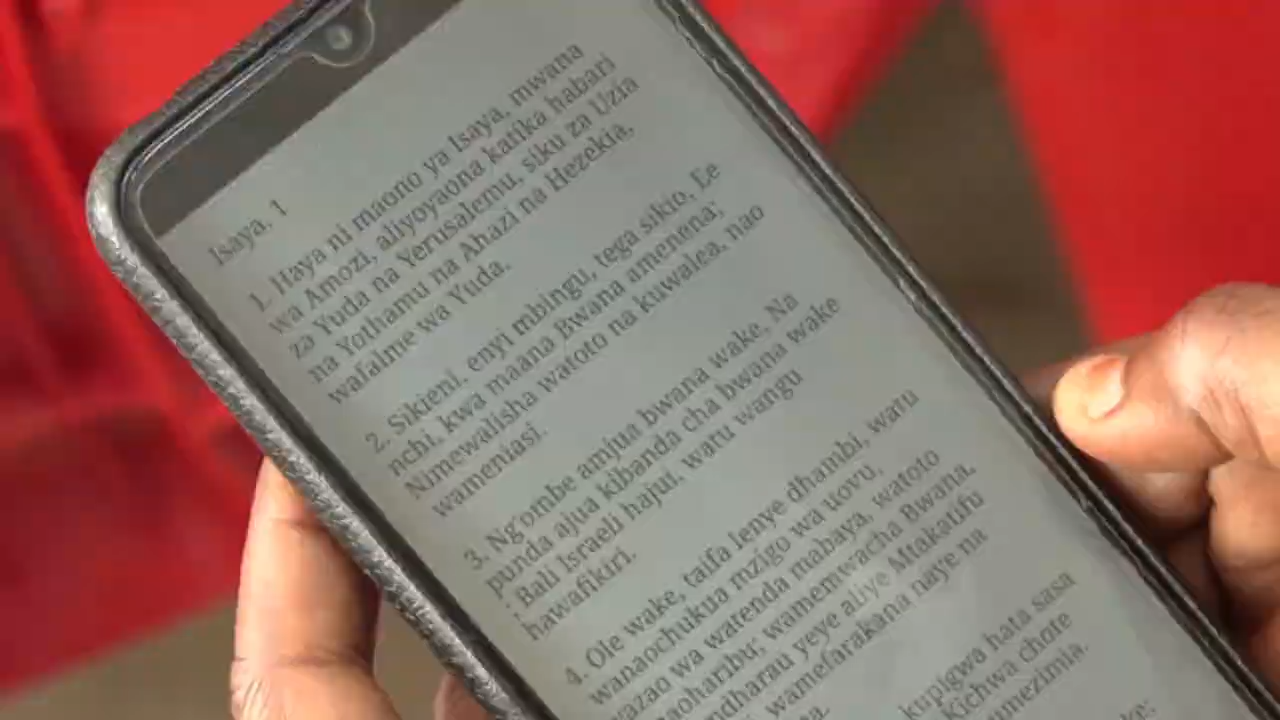 Isaya, 1
1. Haya ni maono ya Isaya, mwana
wa Amozi, aliyoyaona katika habari
za Yuda na Yerusalemu, siku za Uzia
na Yothamu na Ahazi na Hezekia,
wafalme wa Yuda.
2. Sikieni, enyi mbingu, tega sikio, Ee
nchi, kwa maana Bwana amenena;
Nimewalisha watoto na kuwalea, nao
wameniasi.
3. Ng'ombe amjua bwana wake, Na
punda ajua kibanda cha bwana wake
; Bali Israeli hajui, watu wangu
hawafikiri.
4. Ole wake, taifa lenye dhambi, watu
wanaochukua mzigo wa uovu,
wazao wa watenda mabaya, watoto
naoharibu; wamemwacha Bwana,
ndharau yeye aliye Mtakatifu
wamefarakana naye na
kupigwa hata sasa
Kichwa chote
umezimia.